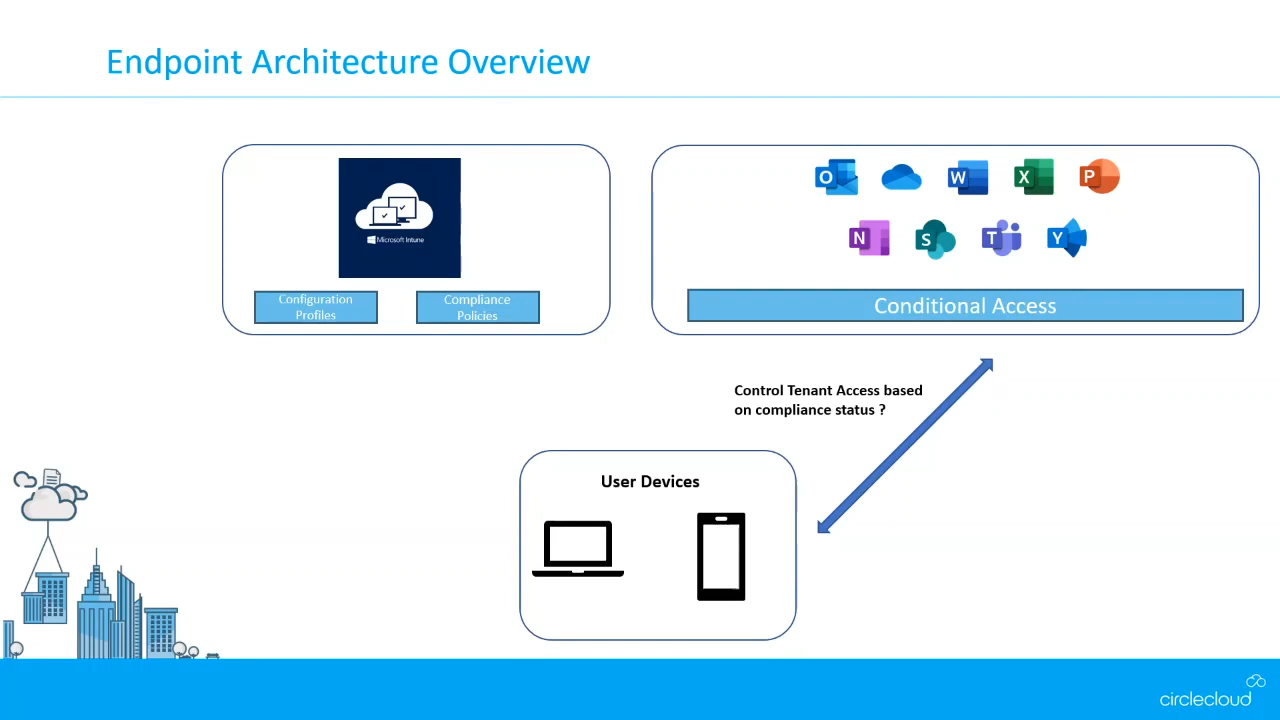 Endpoint Architecture Overview
Microsoft Intune
Configuration
Profiles
Compliance
Policies
O
W
X
P
N
S
T
Y
Conditional Access
Control Tenant Access based
on compliance status ?
User Devices
circlecloud